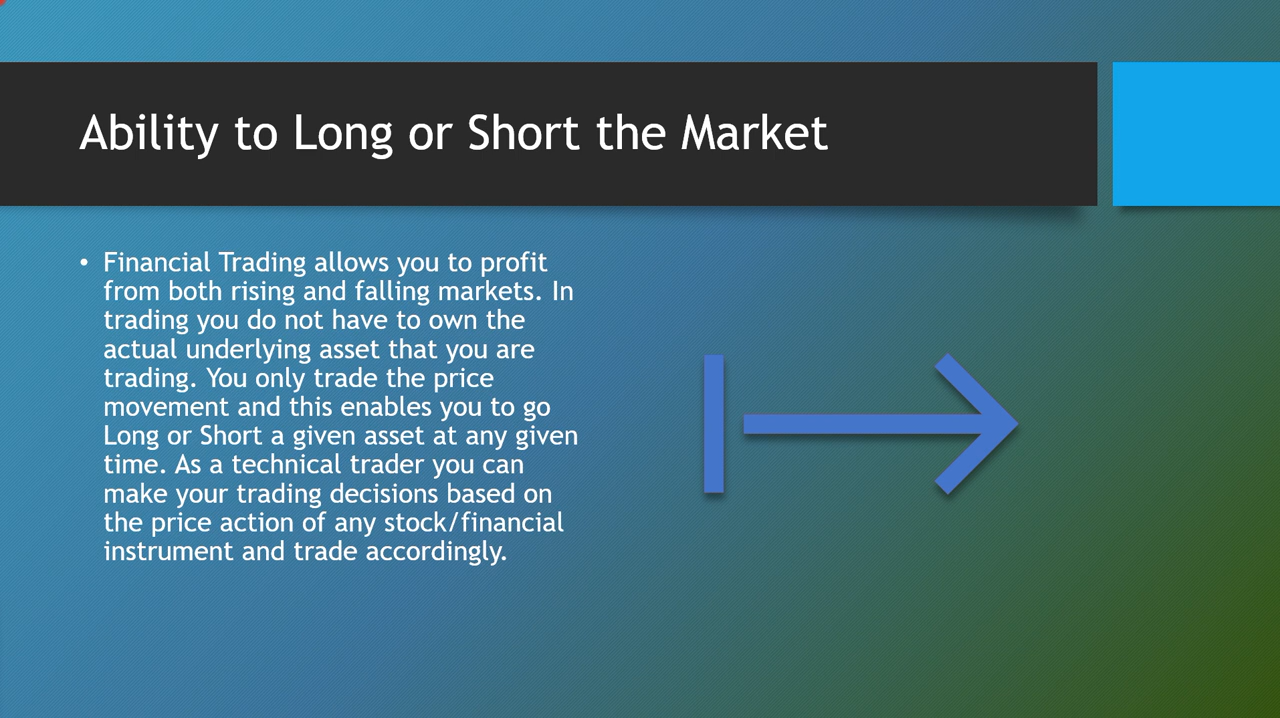 Ability to Long or Short the Market
• Financial Trading allows you to profit
from both rising and falling markets. In
trading you do not have to own the
actual underlying asset that you are
trading. You only trade the price
movement and this enables you to go
Long or Short a given asset at any given
time. As a technical trader you can
make your trading decisions based on
the price action of any stock/financial
instrument and trade accordingly.